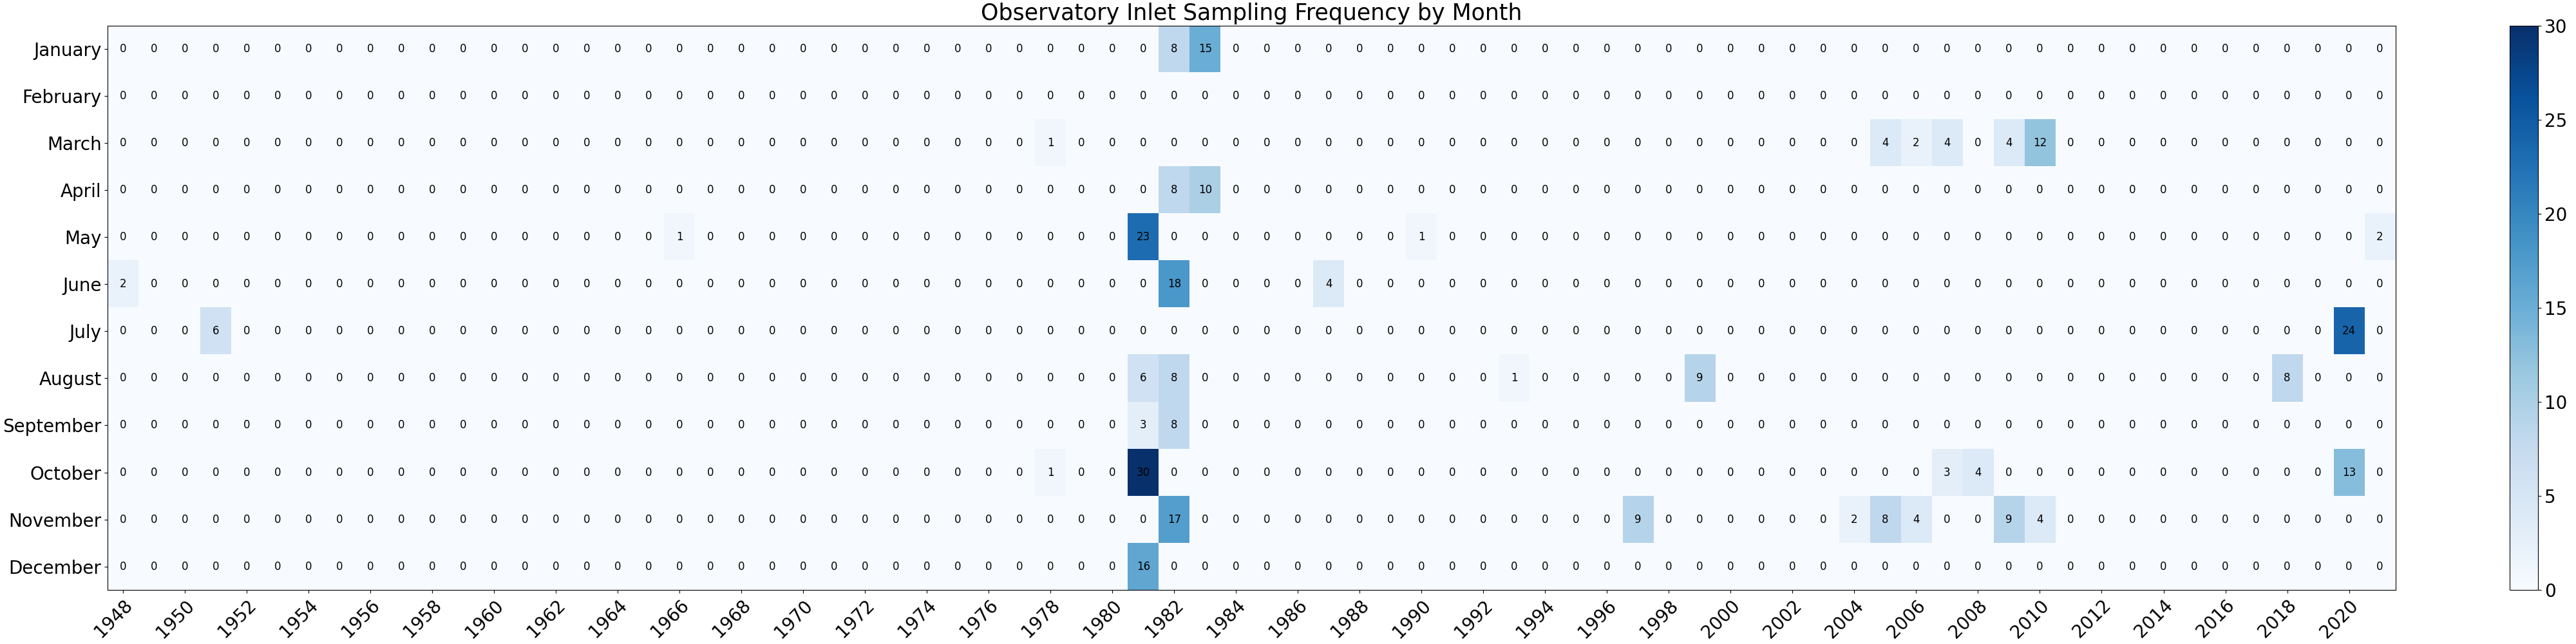 Observatory Inlet Sampling Frequency by Month
January 0 0 0 0 0 0 0 0 0 0 0 0 0 0 0 0 0 0 0 0 0 0 0 0 0 0 0 0 0 0 0 0 0 0 8 15 0 0 0 0 0 0 0 0 0 0 0 0 0 0 0 0 0 0 0 0 0 0 0 0 0 0 0 0 0 0 0 0 0 0 0 0 0 0
February 0 0 0 0 0 0 0 0 0 0 0 0 0 0 0 0 0 0 0 0 0 0 0 0 0 0 0 0 0 0 0 0 0 0 0 0 0 0 0 0 0 0 0 0 0 0 0 0 0 0 0 0 0 0 0 0 0 0 0 0 0 0 0 0 0 0 0 0 0 0 0 0 0 0
March 0 0 0 0 0 0 0 0 0 0 0 0 0 0 0 0 0 0 0 0 0 0 0 0 0 0 0 0 0 0 1 0 0 0 0 0 0 0 0 0 0 0 0 0 0 0 0 0 0 0 0 0 0 0 0 0 0 4 2 4 0 4 12 0 0 0 0 0 0 0 0 0 0 0
April 0 0 0 0 0 0 0 0 0 0 0 0 0 0 0 0 0 0 0 0 0 0 0 0 0 0 0 0 0 0 0 0 0 0 8 10 0 0 0 0 0 0 0 0 0 0 0 0 0 0 0 0 0 0 0 0 0 0 0 0 0 0 0 0 0 0 0 0 0 0 0 0 0 0
May 0 0 0 0 0 0 0 0 0 0 0 0 0 0 0 0 0 0 1 0 0 0 0 0 0 0 0 0 0 0 0 0 0 23 0 0 0 0 0 0 0 0 1 0 0 0 0 0 0 0 0 0 0 0 0 0 0 0 0 0 0 0 0 0 0 0 0 0 0 0 0 0 0 2
June 2 0 0 0 0 0 0 0 0 0 0 0 0 0 0 0 0 0 0 0 0 0 0 0 0 0 0 0 0 0 0 0 0 0 18 0 0 0 0 4 0 0 0 0 0 0 0 0 0 0 0 0 0 0 0 0 0 0 0 0 0 0 0 0 0 0 0 0 0 0 0 0 0 0
July 0 0 0 6 0 0 0 0 0 0 0 0 0 0 0 0 0 0 0 0 0 0 0 0 0 0 0 0 0 0 0 0 0 0 0 0 0 0 0 0 0 0 0 0 0 0 0 0 0 0 0 0 0 0 0 0 0 0 0 0 0 0 0 0 0 0 0 0 0 0 0 0 24 0
August 0 0 0 0 0 0 0 0 0 0 0 0 0 0 0 0 0 0 0 0 0 0 0 0 0 0 0 0 0 0 0 0 0 6 8 0 0 0 0 0 0 0 0 0 0 1 0 0 0 0 0 9 0 0 0 0 0 0 0 0 0 0 0 0 0 0 0 0 0 0 8 0 0 0
September 0 0 0 0 0 0 0 0 0 0 0 0 0 0 0 0 0 0 0 0 0 0 0 0 0 0 0 0 0 0 0 0 0 3 8 0 0 0 0 0 0 0 0 0 0 0 0 0 0 0 0 0 0 0 0 0 0 0 0 0 0 0 0 0 0 0 0 0 0 0 0 0 0 0
October 0 0 0 0 0 0 0 0 0 0 0 0 0 0 0 0 0 0 0 0 0 0 0 0 0 0 0 0 0 0 1 0 0 30 0 0 0 0 0 0 0 0 0 0 0 0 0 0 0 0 0 0 0 0 0 0 0 0 0 3 4 0 0 0 0 0 0 0 0 0 0 0 13 0
November 0 0 0 0 0 0 0 0 0 0 0 0 0 0 0 0 0 0 0 0 0 0 0 0 0 0 0 0 0 0 0 0 0 0 17 0 0 0 0 0 0 0 0 0 0 0 0 0 0 9 0 0 0 0 0 0 2 8 4 0 0 9 4 0 0 0 0 0 0 0 0 0 0 0
December 0 0 0 0 0 0 0 0 0 0 0 0 0 0 0 0 0 0 0 0 0 0 0 0 0 0 0 0 0 0 0 0 0 16 0 0 0 0 0 0 0 0 0 0 0 0 0 0 0 0 0 0 0 0 0 0 0 0 0 0 0 0 0 0 0 0 0 0 0 0 0 0 0 0
1948 1950 1952 1954 1956 1958 1960 1962 1964 1966 1968 1970 1972 1974 1976 1978 1980 1982 1984 1986 1988 1990 1992 1994 1996 1998 2000 2002 2004 2006 2008 2010 2012 2014 2016 2018 2020
30
25
20
15
10
5
0